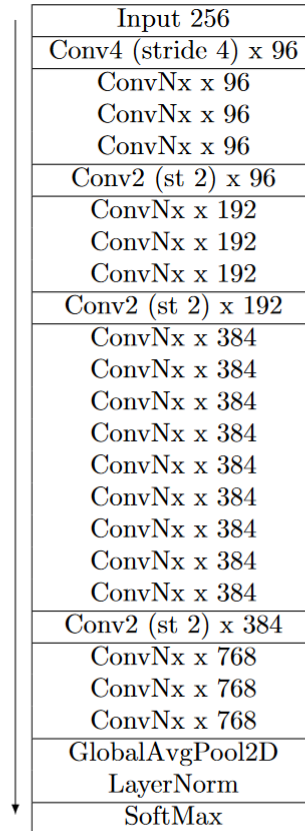 Input 256
Conv4 (stride 4) x 96
ConvNx x 96
ConvNx x 96
ConvNx x 96
Conv2 (st 2) x 96
ConvNx x 192
ConvNx x 192
ConvNx x 192
Conv2 (st 2) x 192
ConvNx x 384
ConvNx x 384
ConvNx x 384
ConvNx x 384
ConvNx x 384
ConvNx x 384
ConvNx x 384
ConvNx x 384
ConvNx x 384
Conv2 (st 2) x 384
ConvNx x 768
ConvNx x 768
ConvNx x 768
GlobalAvgPool2D
LayerNorm
SoftMax